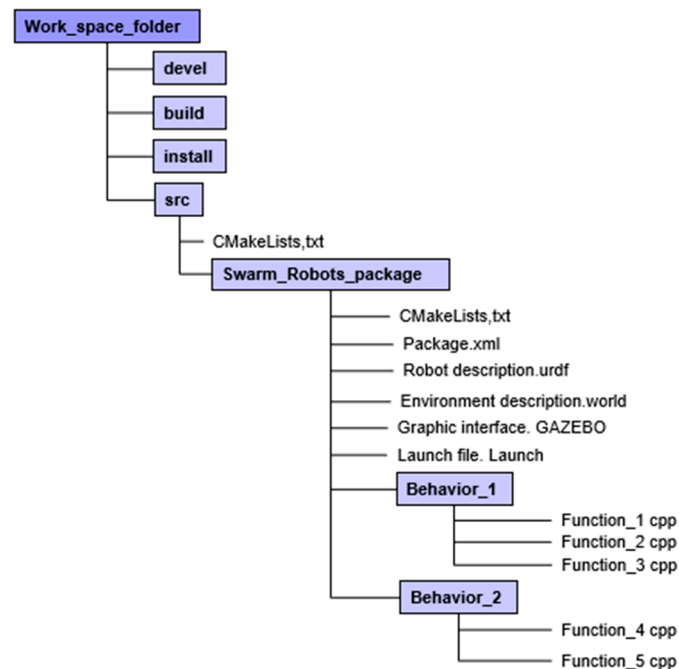 Work_space_folder
devel
build
install
src
CMakeLists,txt
Swarm_Robots_package
CMakeLists,txt
Package.xml
Robot description.urdf
Environment description.world
Graphic interface. GAZEBO
Launch file. Launch
Behavior_1
Function_1 cpp
Function_2 cpp
Function_3 cpp
Behavior_2
Function_4 cpp
Function_5 cpp